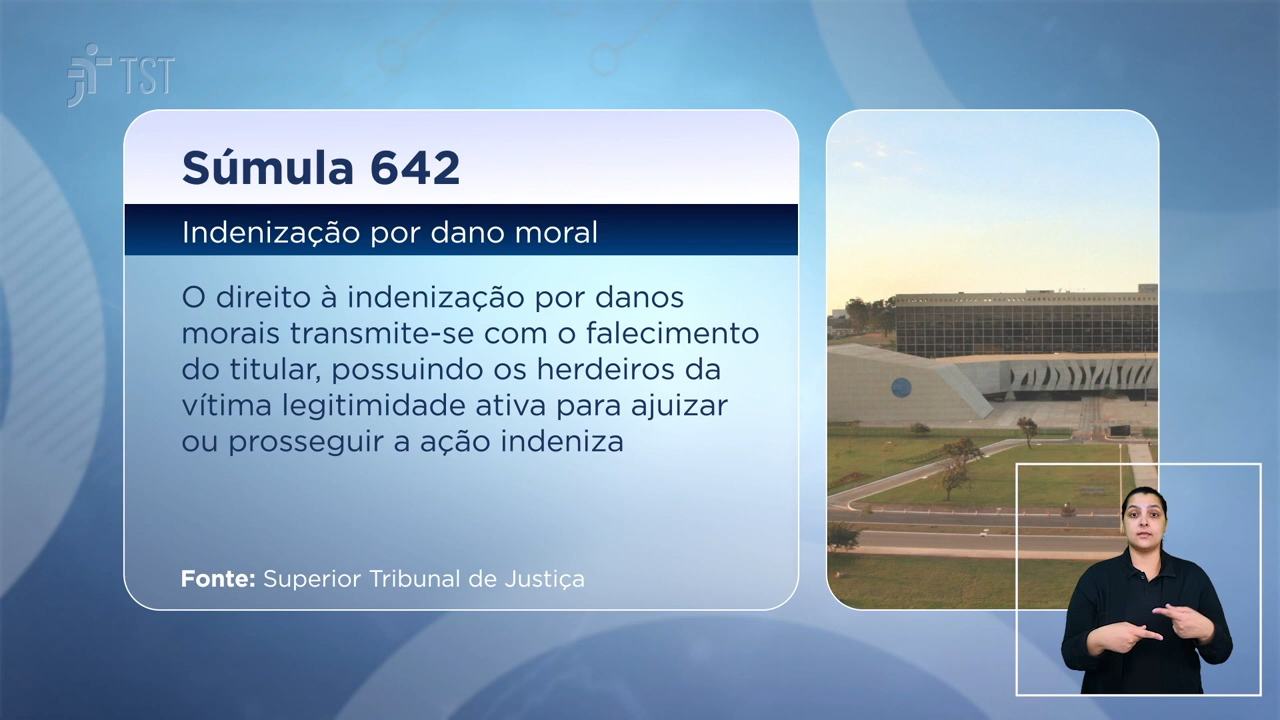 TST
Súmula 642
Indenização por dano moral
O direito à indenização por danos
morais transmite-se com o falecimento
do titular, possuindo os herdeiros da
vítima legitimidade ativa para ajuizar
ou prosseguir a ação indeniza
Fonte: Superior Tribunal de Justiça